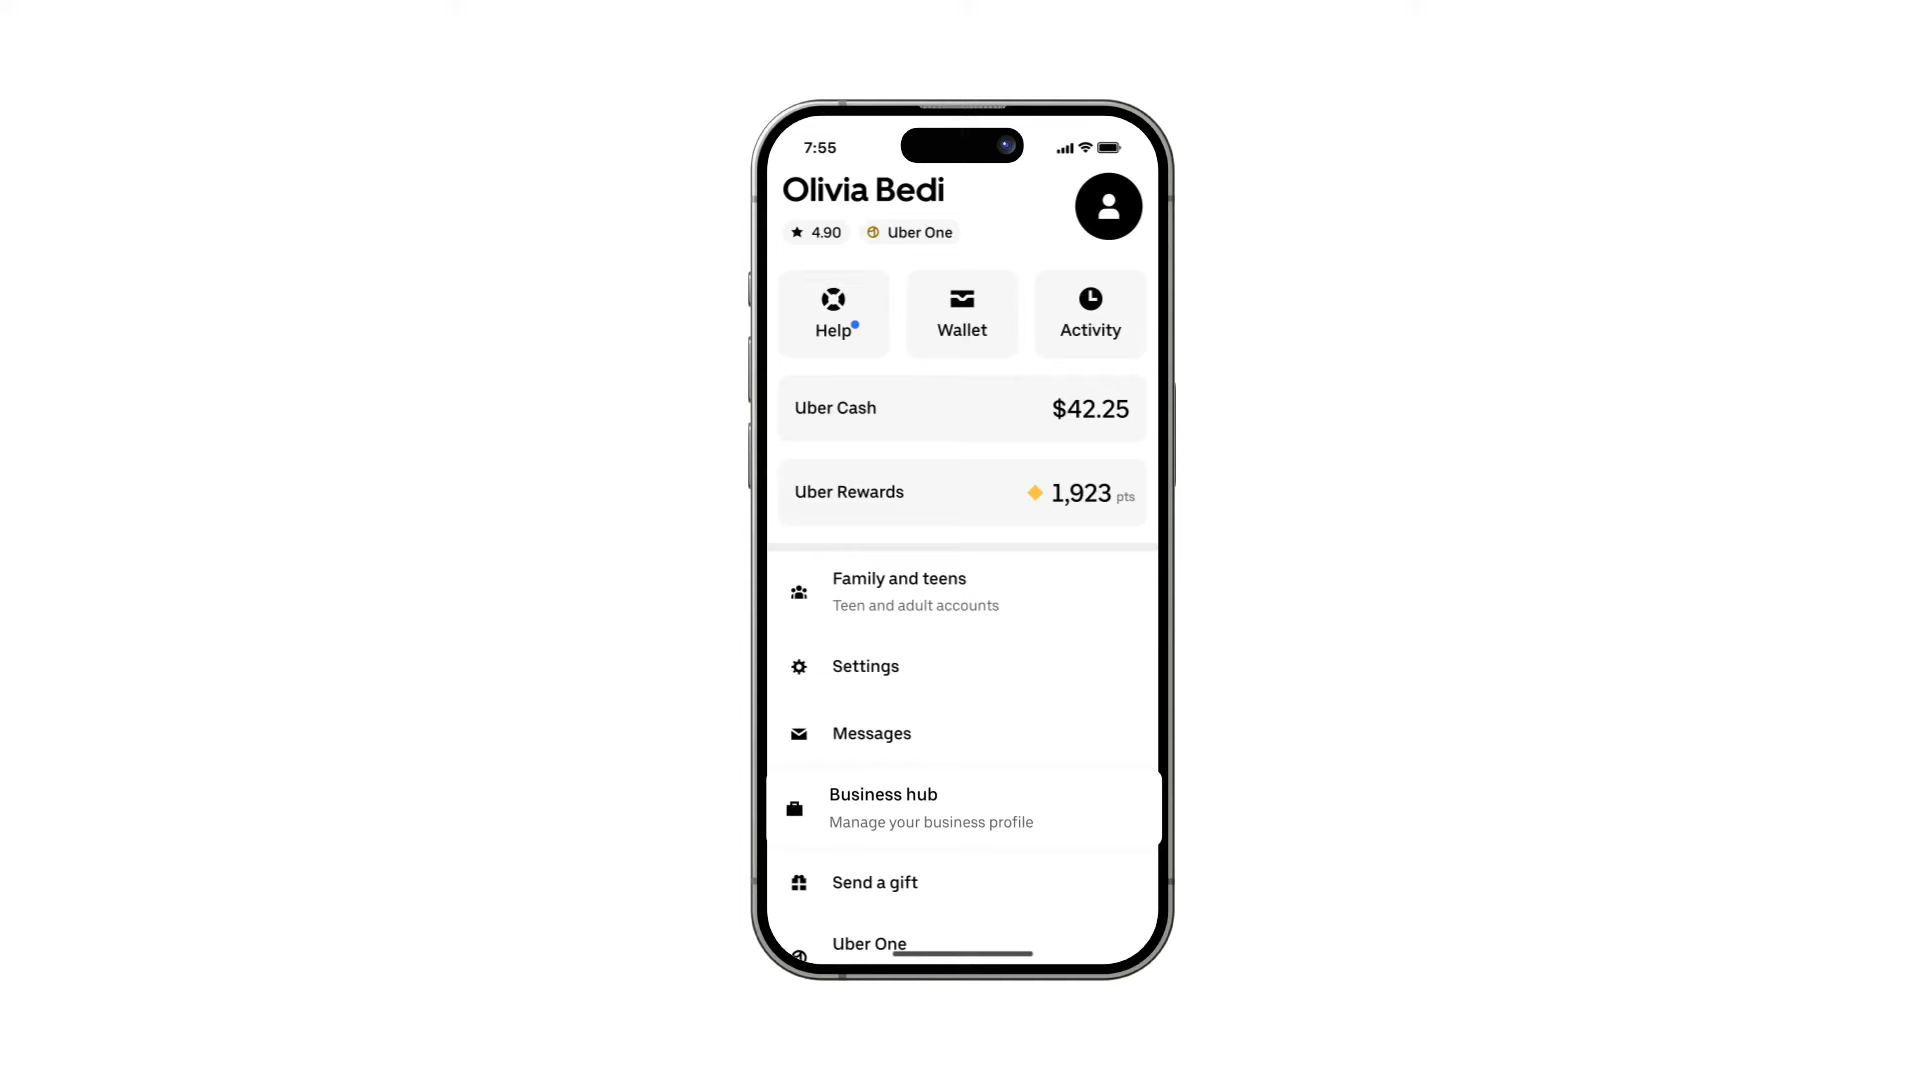 7:55
Olivia Bedi
4.90 Uber One
Help Wallet Activity
Uber Cash $42.25
Uber Rewards 1,923 pts
Family and teens
Teen and adult accounts
Settings
Messages
Business hub
Manage your business profile
Send a gift
Uber One